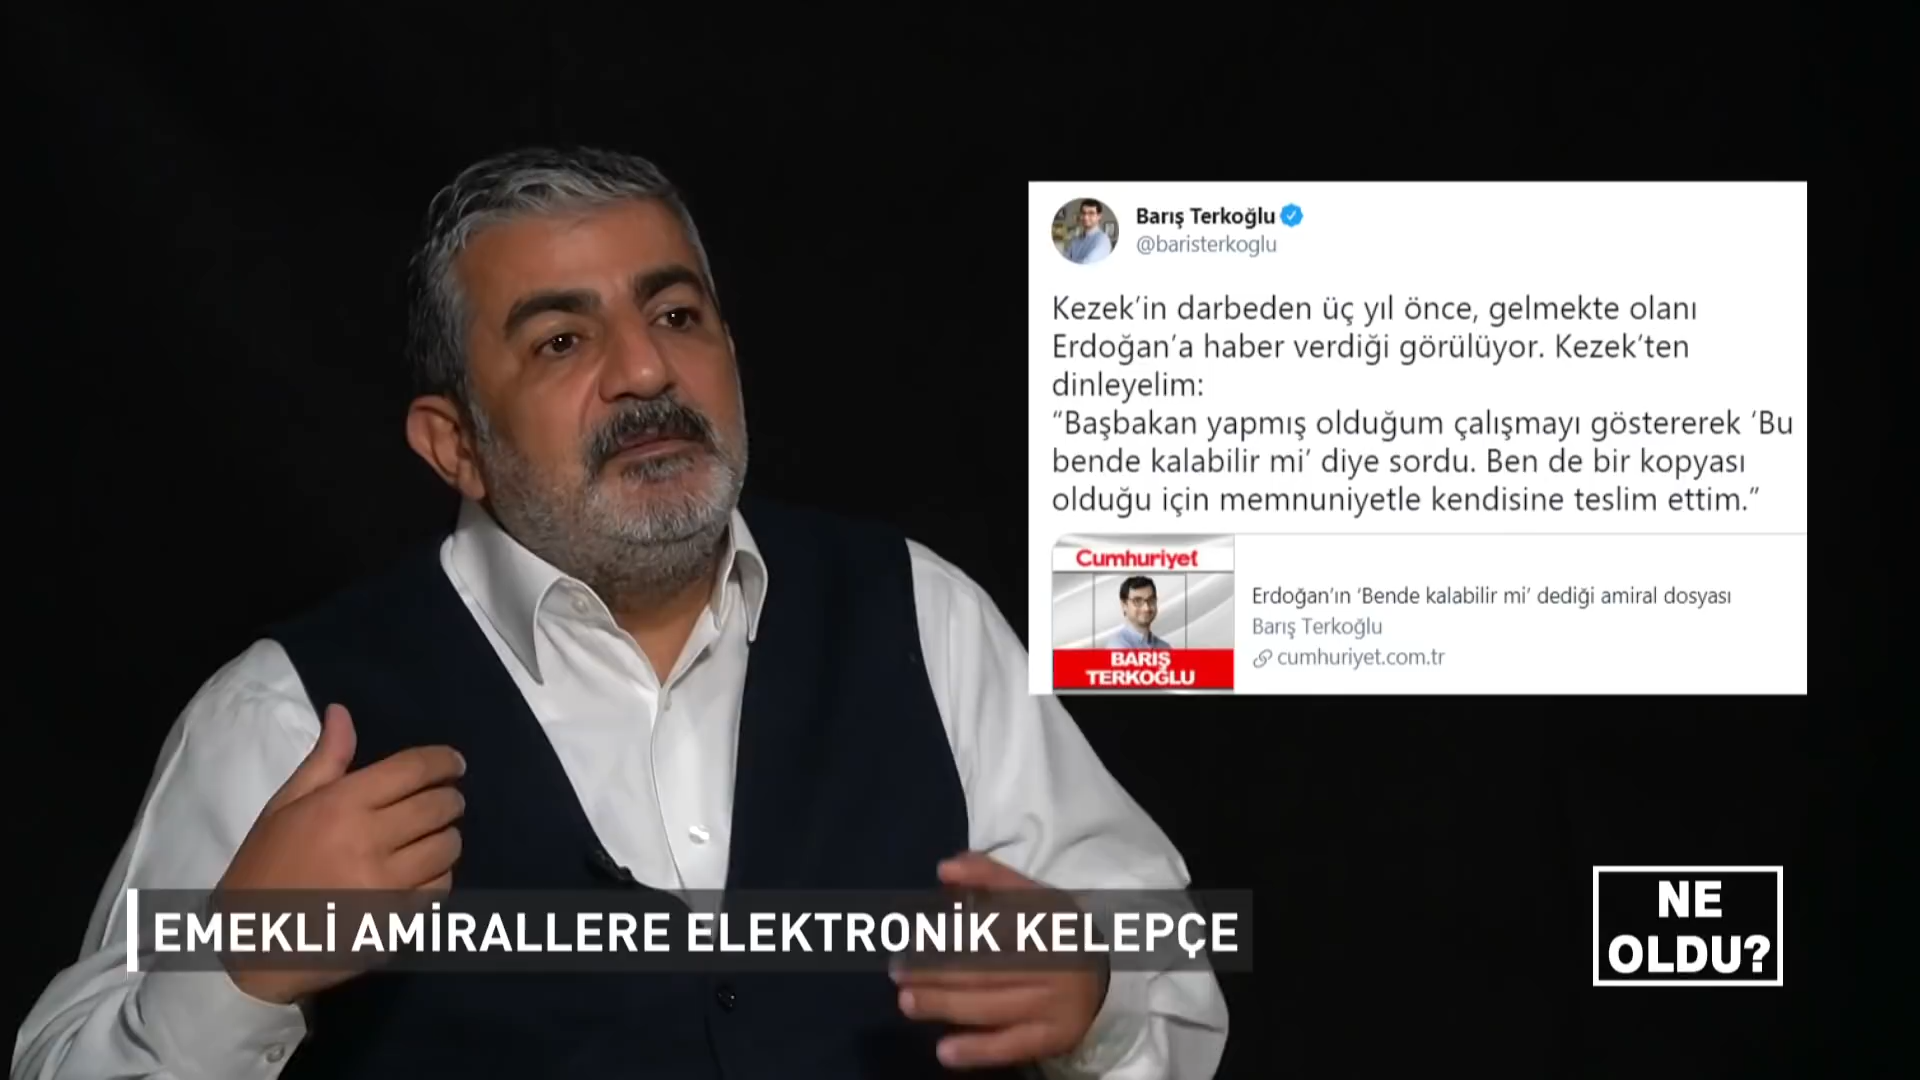 Barış Terkoğlu
@baristerkoglu
Kezek’in darbeden üç yıl önce, gelmekte olanı
Erdoğan’a haber verdiği görülüyor. Kezek’ten
dinleyelim:
“Başbakan yapmış olduğum çalışmayı göstererek ‘Bu
bende kalabilir mi’ diye sordu. Ben de bir kopyası
olduğu için memnuniyetle kendisine teslim ettim.”
Cumhuriyet
BARIŞ
TERKOĞLU
Erdoğan’ın ‘Bende kalabilir mi’ dediği amiral dosyası
Barış Terkoğlu
cumhuriyet.com.tr
EMEKLİ AMİRALLERE ELEKTRONİK KELEPÇE
NE
OLDU?